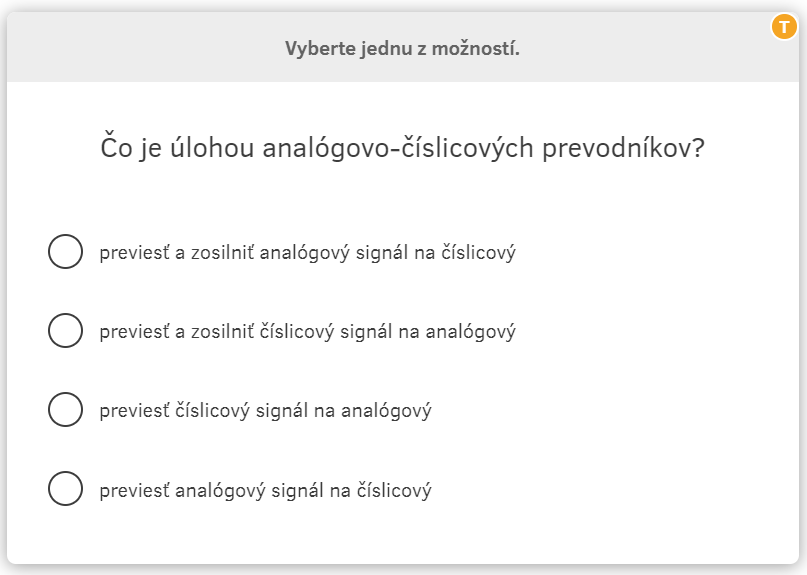 T
Vyberte jednu z možností.
Čo je úlohou analógovo-číslicových prevodníkov?
previesť a zosilniť analógový signál na číslicový
previesť a zosilniť číslicový signál na analógový
previesť číslicový signál na analógový
previesť analógový signál na číslicový